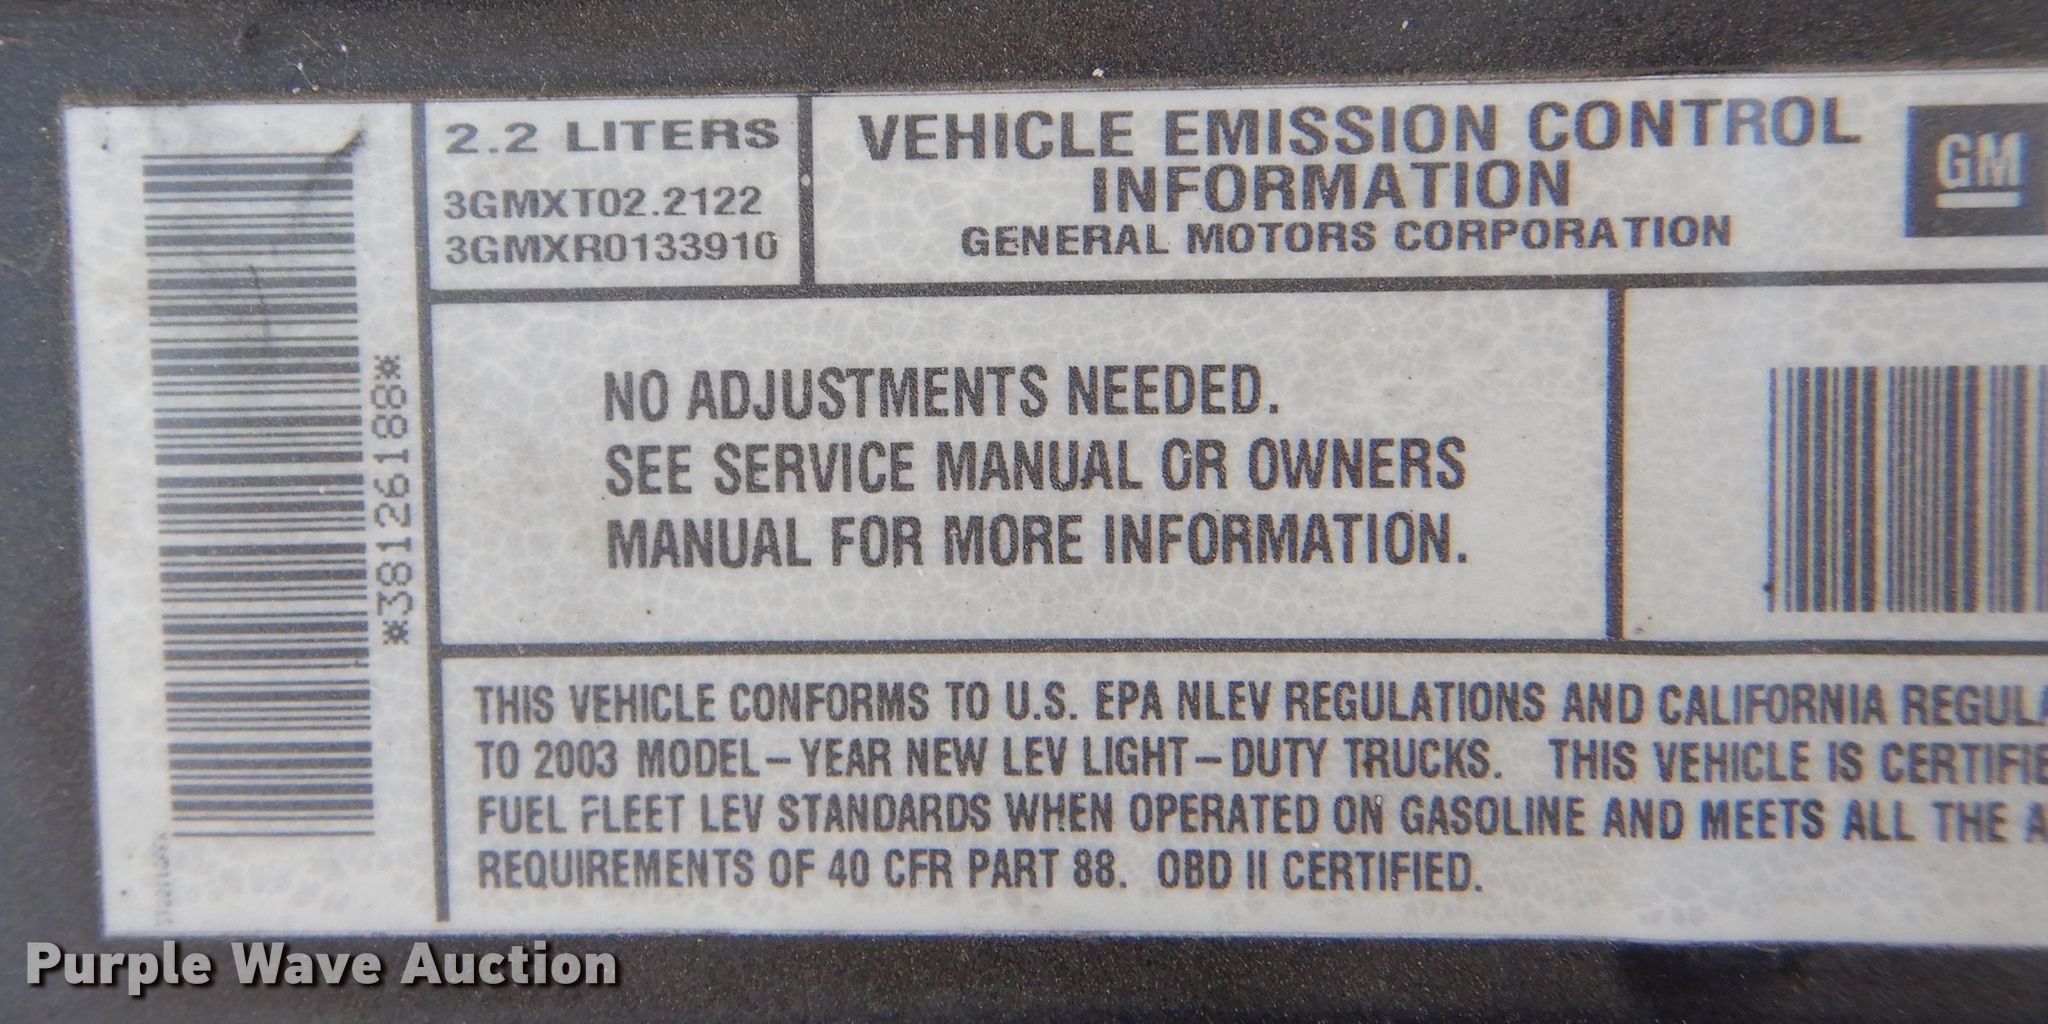 2.2 LITERS
3GMXT02.2122
3GMXR0133910
VEHICLE EMISSION CONTROL
INFORMATION
GENERAL MOTORS CORPORATION
GM
*38126188*
NO ADJUSTMENTS NEEDED.
SEE SERVICE MANUAL OR OWNERS
MANUAL FOR MORE INFORMATION.
THIS VEHICLE CONFORMS TO U.S. EPA NLEV REGULATIONS AND CALIFORNIA
TO 2003 MODEL-YEAR NEW LEV LIGHT-DUTY TRUCKS. THIS VEHICLE IS
FUEL FLEET LEV STANDARDS WHEN OPERATED ON GASOLINE AND MEETS ALL THE
REQUIREMENTS OF 40 CFR PART 88. OBD II CERTIFIED.
Purple Wave Auction